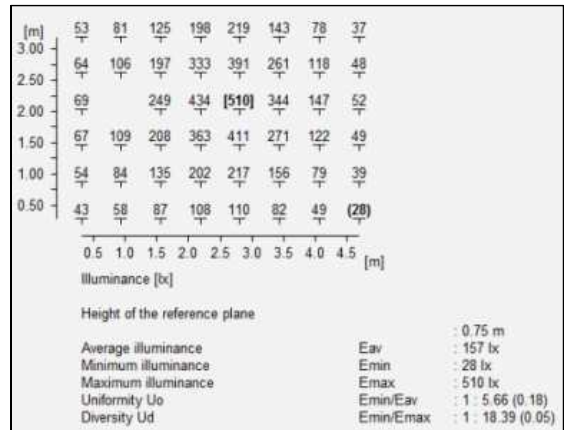 [m] 53 81 125 198 219 143 78 37
3.00
64 106 197 333 391 261 118 48
2.50
69 249 434 [510] 344 147 52
2.00
67 109 208 363 411 271 122 49
1.50
54 84 135 202 217 156 79 39
1.00
43 58 87 108 110 82 49 (28)
0.50
0.5 1.0 1.5 2.0 2.5 3.0 3.5 4.0 4.5 [m]
Illuminance [lx]
Height of the reference plane
: 0.75 m
Average illuminance Eav : 157 lx
Minimum illuminance Emin : 28 lx
Maximum illuminance Emax : 510 lx
Uniformity Uo Emin/Eav : 1 : 5.66 (0.18)
Diversity Ud Emin/Emax : 1 : 18.39 (0.05)